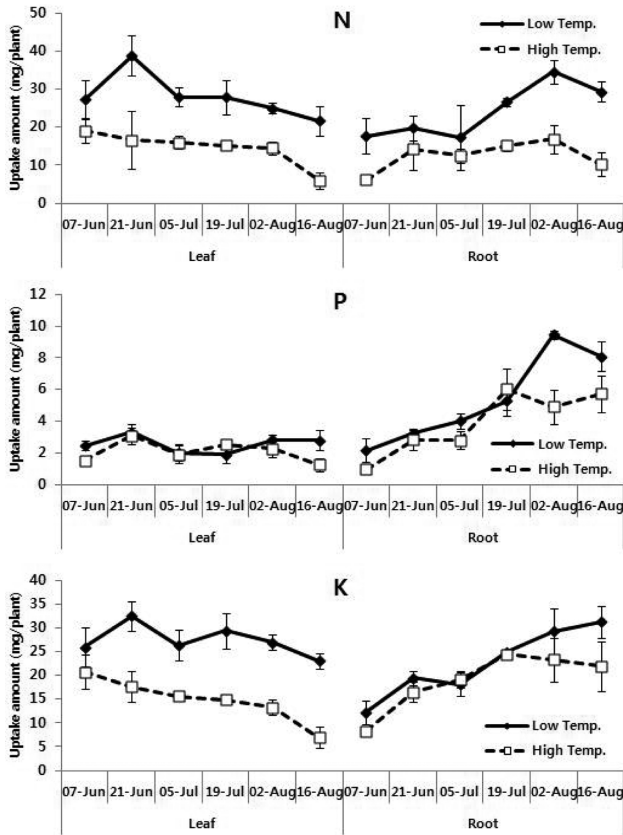 N
Uptake amount (mg/plant)
50
40
30
20
10
0
Low Temp.
High Temp.
07-Jun 21-Jun 05-Jul 19-Jul 02-Aug 16-Aug 07-Jun 21-Jun 05-Jul 19-Jul 02-Aug 16-Aug
Leaf Root
P
Uptake amount (mg/plant)
12
10
8
6
4
2
0
Low Temp.
High Temp.
07-Jun 21-Jun 05-Jul 19-Jul 02-Aug 16-Aug 07-Jun 21-Jun 05-Jul 19-Jul 02-Aug 16-Aug
Leaf Root
K
Uptake amount (mg/plant)
40
35
30
25
20
15
10
5
0
Low Temp.
High Temp.
07-Jun 21-Jun 05-Jul 19-Jul 02-Aug 16-Aug 07-Jun 21-Jun 05-Jul 19-Jul 02-Aug 16-Aug
Leaf Root